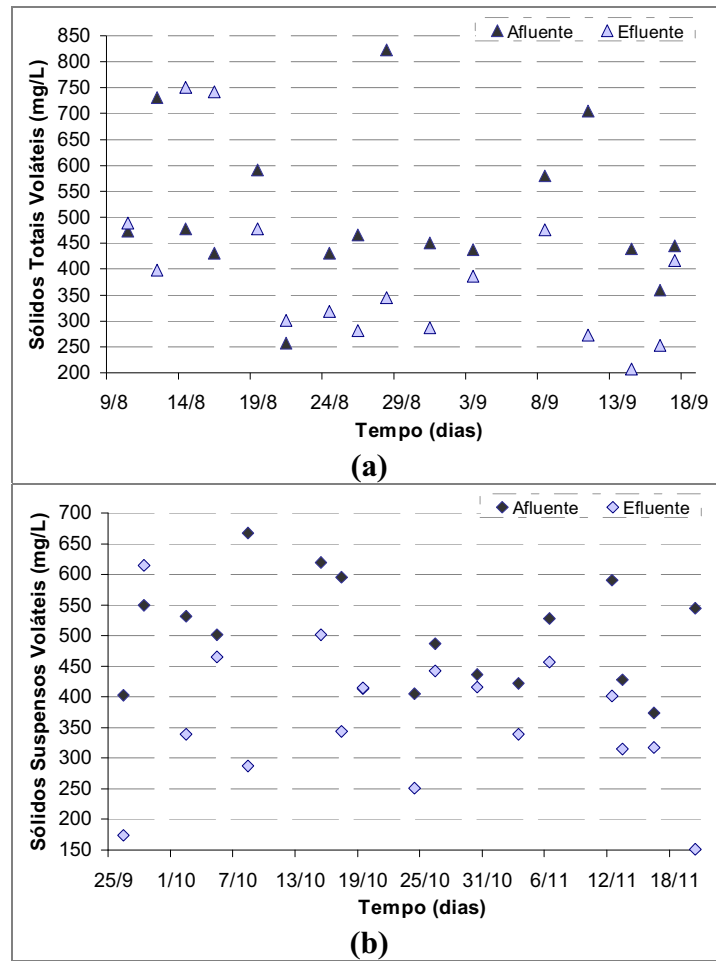 Afluente Efluente
Sólidos Totais Voláteis (mg/L)
850
800
750
700
650
600
550
500
450
400
350
300
250
200
9/8 14/8 19/8 24/8 29/8 3/9 8/9 13/9 18/9
Tempo (dias)
(a)
Afluente Efluente
Sólidos Suspensos Voláteis (mg/L)
700
650
600
550
500
450
400
350
300
250
200
150
25/9 1/10 7/10 13/10 19/10 25/10 31/10 6/11 12/11 18/11
Tempo (dias)
(b)